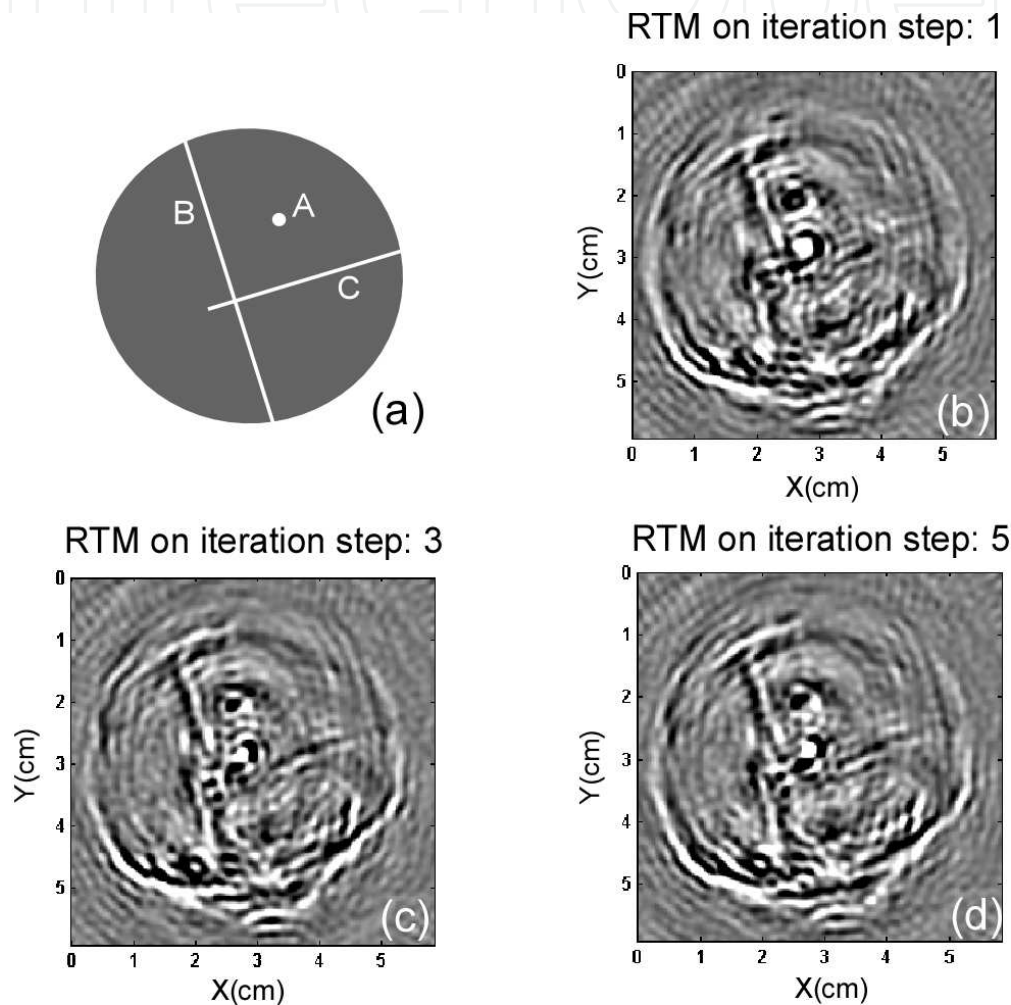 RTM on iteration step: 1
A
B
C
(a)
0
1
2
3
4
5
Y(cm)
(b)
0 1 2 3 4 5
X(cm)
RTM on iteration step: 3
0
1
2
3
4
5
Y(cm)
(c)
0 1 2 3 4 5
X(cm)
RTM on iteration step: 5
0
1
2
3
4
5
Y(cm)
(d)
0 1 2 3 4 5
X(cm)